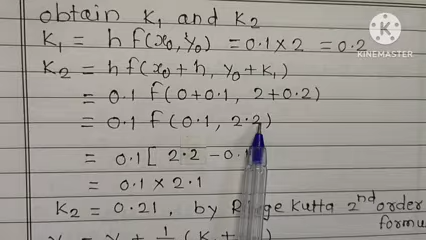 obtain K₁ and K₂
K₁ = h f(x₀, y₀) = 0.1 × 2 = 0.2
KINEMASTER
K₂ = h f(x₀ + h, y₀ + K₁)
= 0.1 f(0 + 0.1, 2 + 0.2)
= 0.1 f(0.1, 2.2)
= 0.1 [ 2.2 - 0.1
= 0.1 × 2.1
K₂ = 0.21, by Runge Kutta 2nd order
formu